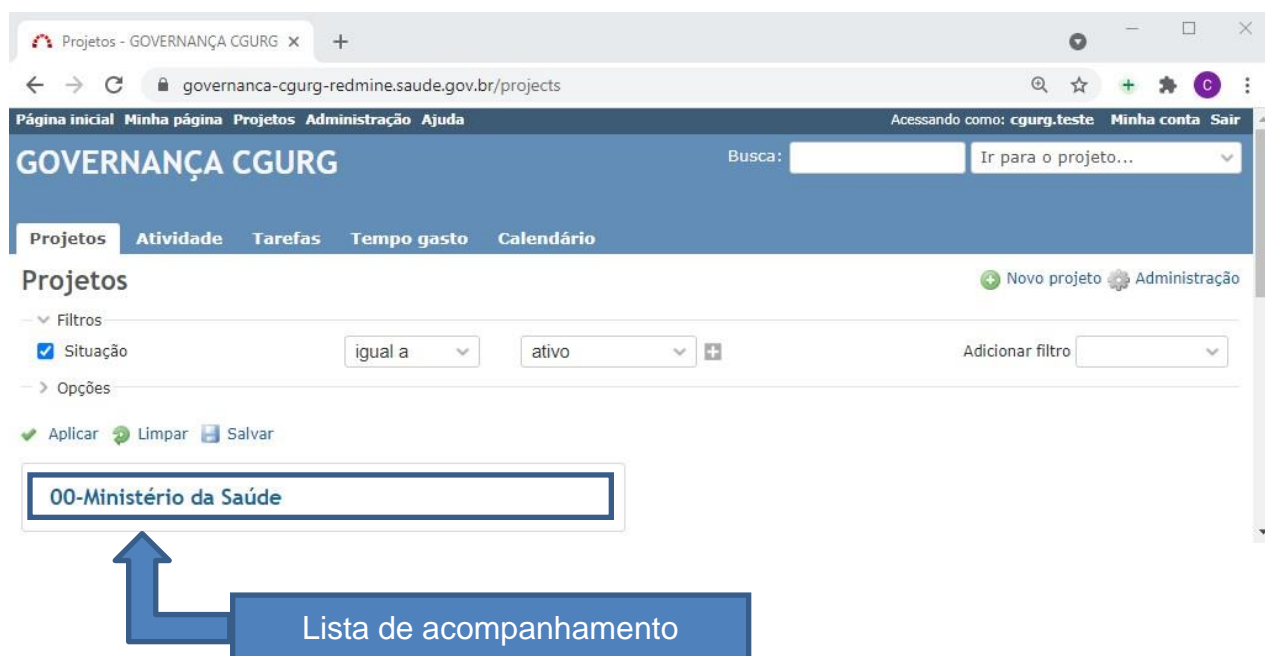 Projetos - GOVERNANÇA CGURG
governanca-cgurg-redmine.saude.gov.br/projects
C
Página inicial Minha página Projetos Administração Ajuda
Acessando como: cgurg.teste Minha conta Sair
GOVERNANÇA CGURG
Busca:
Ir para o projeto...
Projetos Atividade Tarefas Tempo gasto Calendário
Projetos
Novo projeto Administração
Filtros
Situação igual a ativo Adicionar filtro
Opções
Aplicar Limpar Salvar
00-Ministério da Saúde
Lista de acompanhamento